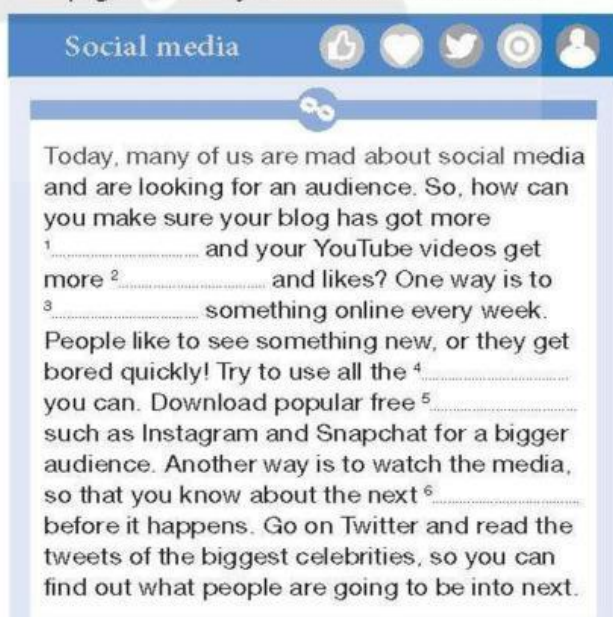 Social media
Today, many of us are mad about social media
and are looking for an audience. So, how can
you make sure your blog has got more
1.............................. and your YouTube videos get
more 2.............................. and likes? One way is to
3.............................. something online every week.
People like to see something new, or they get
bored quickly! Try to use all the 4..............................
you can. Download popular free 5..............................
such as Instagram and Snapchat for a bigger
audience. Another way is to watch the media,
so that you know about the next 6..............................
before it happens. Go on Twitter and read the
tweets of the biggest celebrities, so you can
find out what people are going to be into next.